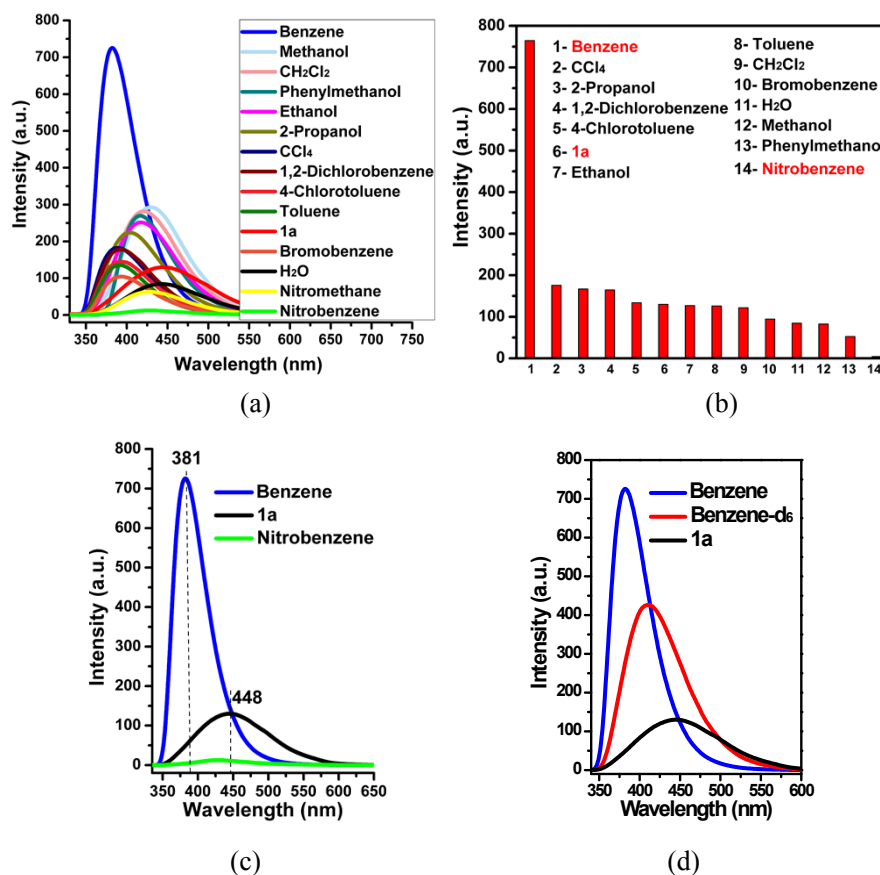 800
700
600
500
400
300
200
100
0
Intensity (a.u.)
350 400 450 500 550 600 650 700 750
Wavelength (nm)
Benzene
Methanol
CH2Cl2
Phenylmethanol
Ethanol
2-Propanol
CCl4
1,2-Dichlorobenzene
4-Chlorotoluene
Toluene
1a
Bromobenzene
H2O
Nitromethane
Nitrobenzene
(a)
800
700
600
500
400
300
200
100
0
Intensity (a.u.)
1- Benzene
2- CCl4
3- 2-Propanol
4- 1,2-Dichlorobenzene
5- 4-Chlorotoluene
6- 1a
7- Ethanol
8- Toluene
9- CH2Cl2
10- Bromobenzene
11- H2O
12- Methanol
13- Phenylmethano
14- Nitrobenzene
1 2 3 4 5 6 7 8 9 10 11 12 13 14
(b)
800
700
600
500
400
300
200
100
0
Intensity (a.u.)
381
Benzene
1a
Nitrobenzene
448
350 400 450 500 550 600 650
Wavelength (nm)
(c)
800
700
600
500
400
300
200
100
0
Intensity (a.u.)
Benzene
Benzene-d6
1a
350 400 450 500 550 600
Wavelength (nm)
(d)